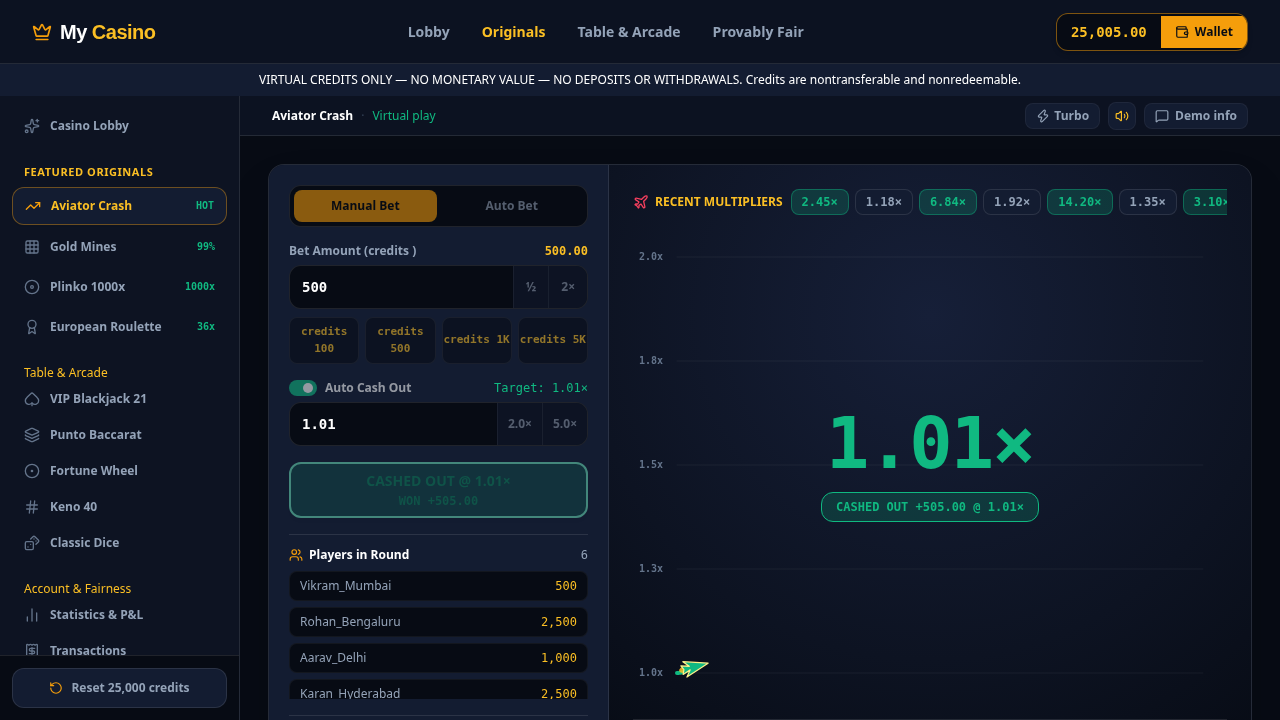 My Casino
Lobby
Originals
Table & Arcade
Provably Fair
25,005.00
Wallet
VIRTUAL CREDITS ONLY — NO MONETARY VALUE — NO DEPOSITS OR WITHDRAWALS. Credits are nontransferable and nonredeemable.
Casino Lobby
FEATURED ORIGINALS
Aviator Crash HOT
Gold Mines 99%
Plinko 1000x 1000x
European Roulette 36x
Table & Arcade
VIP Blackjack 21
Punto Baccarat
Fortune Wheel
Keno 40
Classic Dice
Account & Fairness
Statistics & P&L
Transactions
Reset 25,000 credits
Aviator Crash · Virtual play
Turbo
Demo info
Manual Bet
Auto Bet
Bet Amount (credits ) 500.00
500 ½ 2×
credits 100
credits 500
credits 1K
credits 5K
Auto Cash Out Target: 1.01×
1.01 2.0× 5.0×
CASHED OUT @ 1.01×
WON +505.00
Players in Round 6
Vikram_Mumbai 500
Rohan_Bengaluru 2,500
Aarav_Delhi 1,000
Karan_Hyderabad 2,500
RECENT MULTIPLIERS 2.45× 1.18× 6.84× 1.92× 14.20× 1.35× 3.10×
2.0x
1.8x
1.5x
1.3x
1.0x
1.01×
CASHED OUT +505.00 @ 1.01×